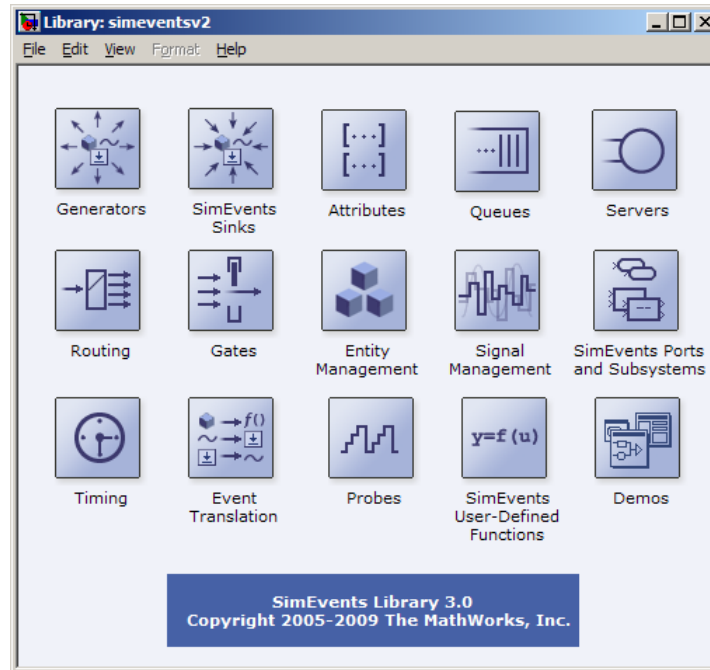 Library: simeventsv2
File Edit View Format Help
[...]
[...]
Generators
SimEvents
Sinks
Attributes
Queues
Servers
Routing
Gates
Entity
Management
Signal
Management
SimEvents Ports
and Subsystems
f()
y=f(u)
Timing
Event
Translation
Probes
SimEvents
User-Defined
Functions
Demos
SimEvents Library 3.0
Copyright 2005-2009 The MathWorks, Inc.